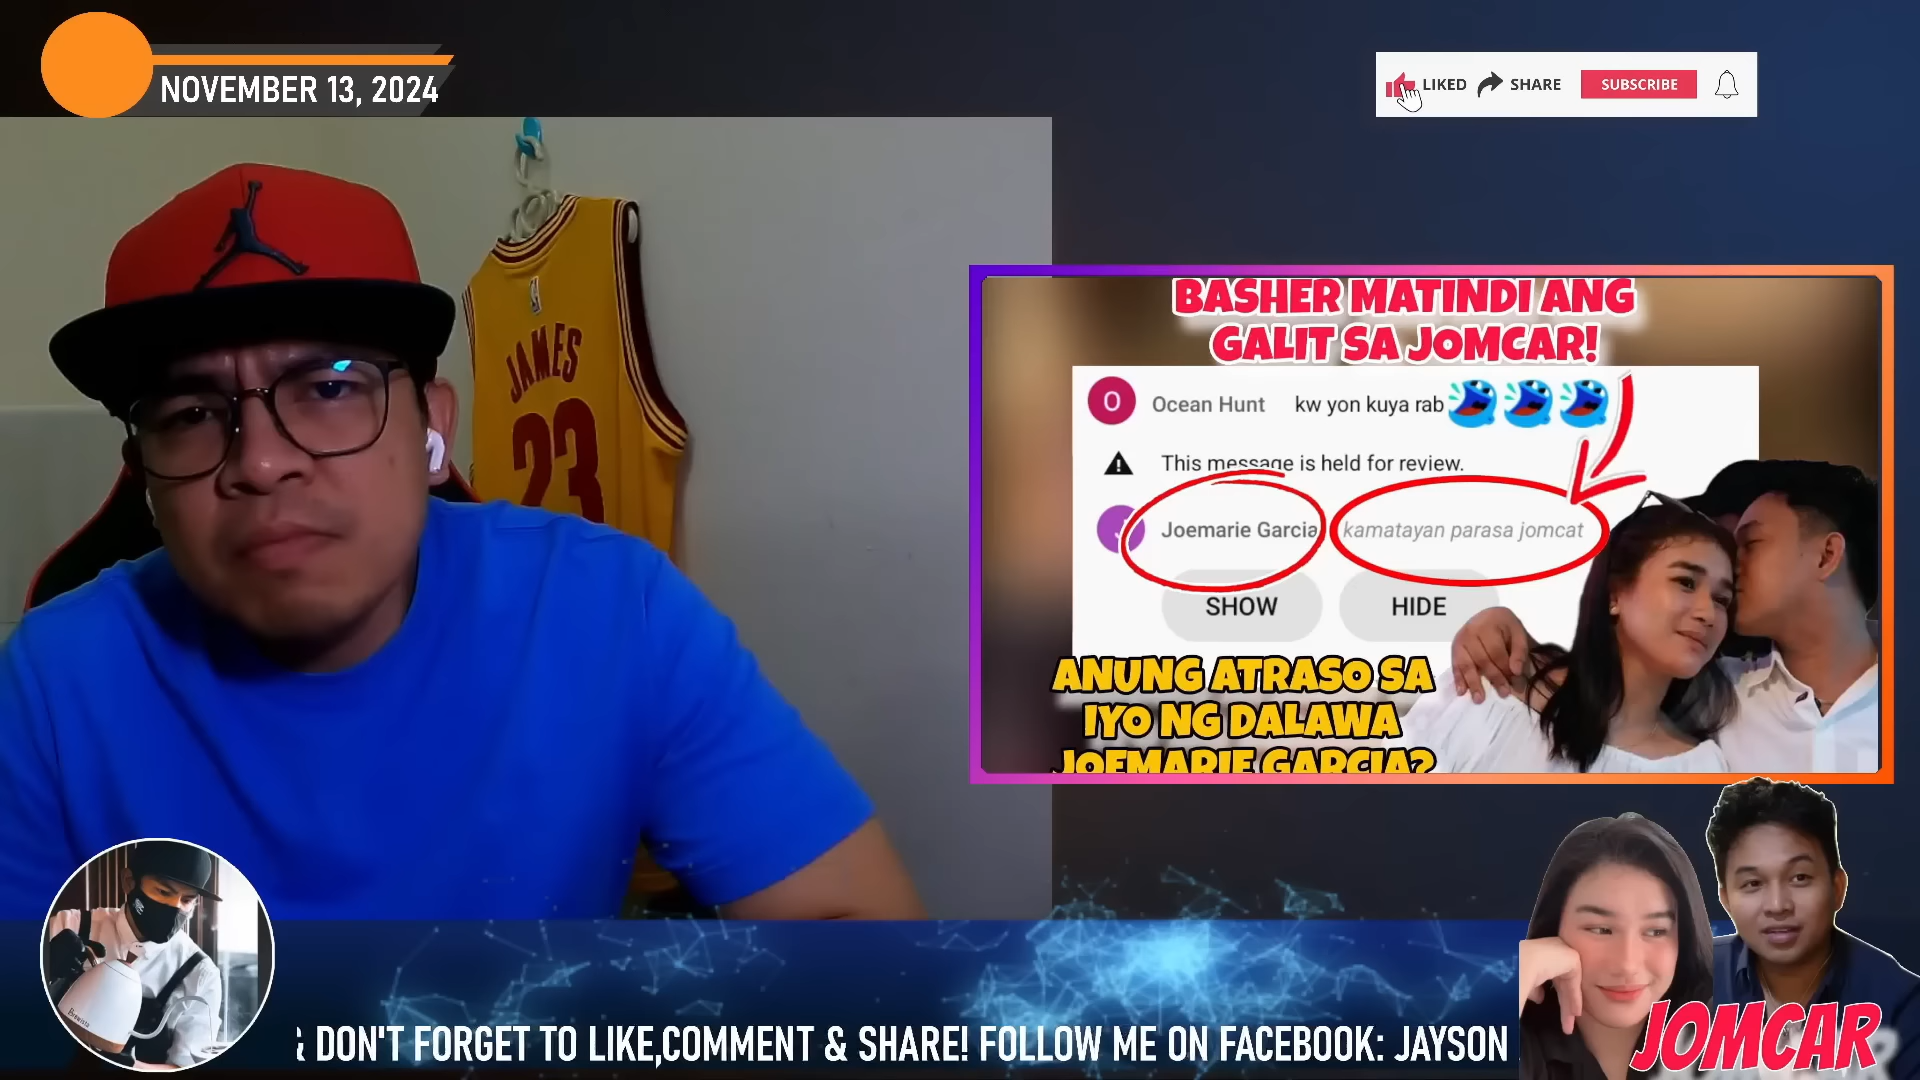 NOVEMBER 13, 2024
LIKED SHARE SUBSCRIBE
JAMES
23
BASHER MATINDI ANG
GALIT SA JOMCAR!
O Ocean Hunt kw yon kuya rab
This message is held for review.
J Joemarie Garcia kamatayan parasa jomcat
SHOW HIDE
ANUNG ATRASO SA
IYO NG DALAWA
JOEMARIE GARCIA?
& DON'T FORGET TO LIKE,COMMENT & SHARE! FOLLOW ME ON FACEBOOK: JAYSON
JOMCAR